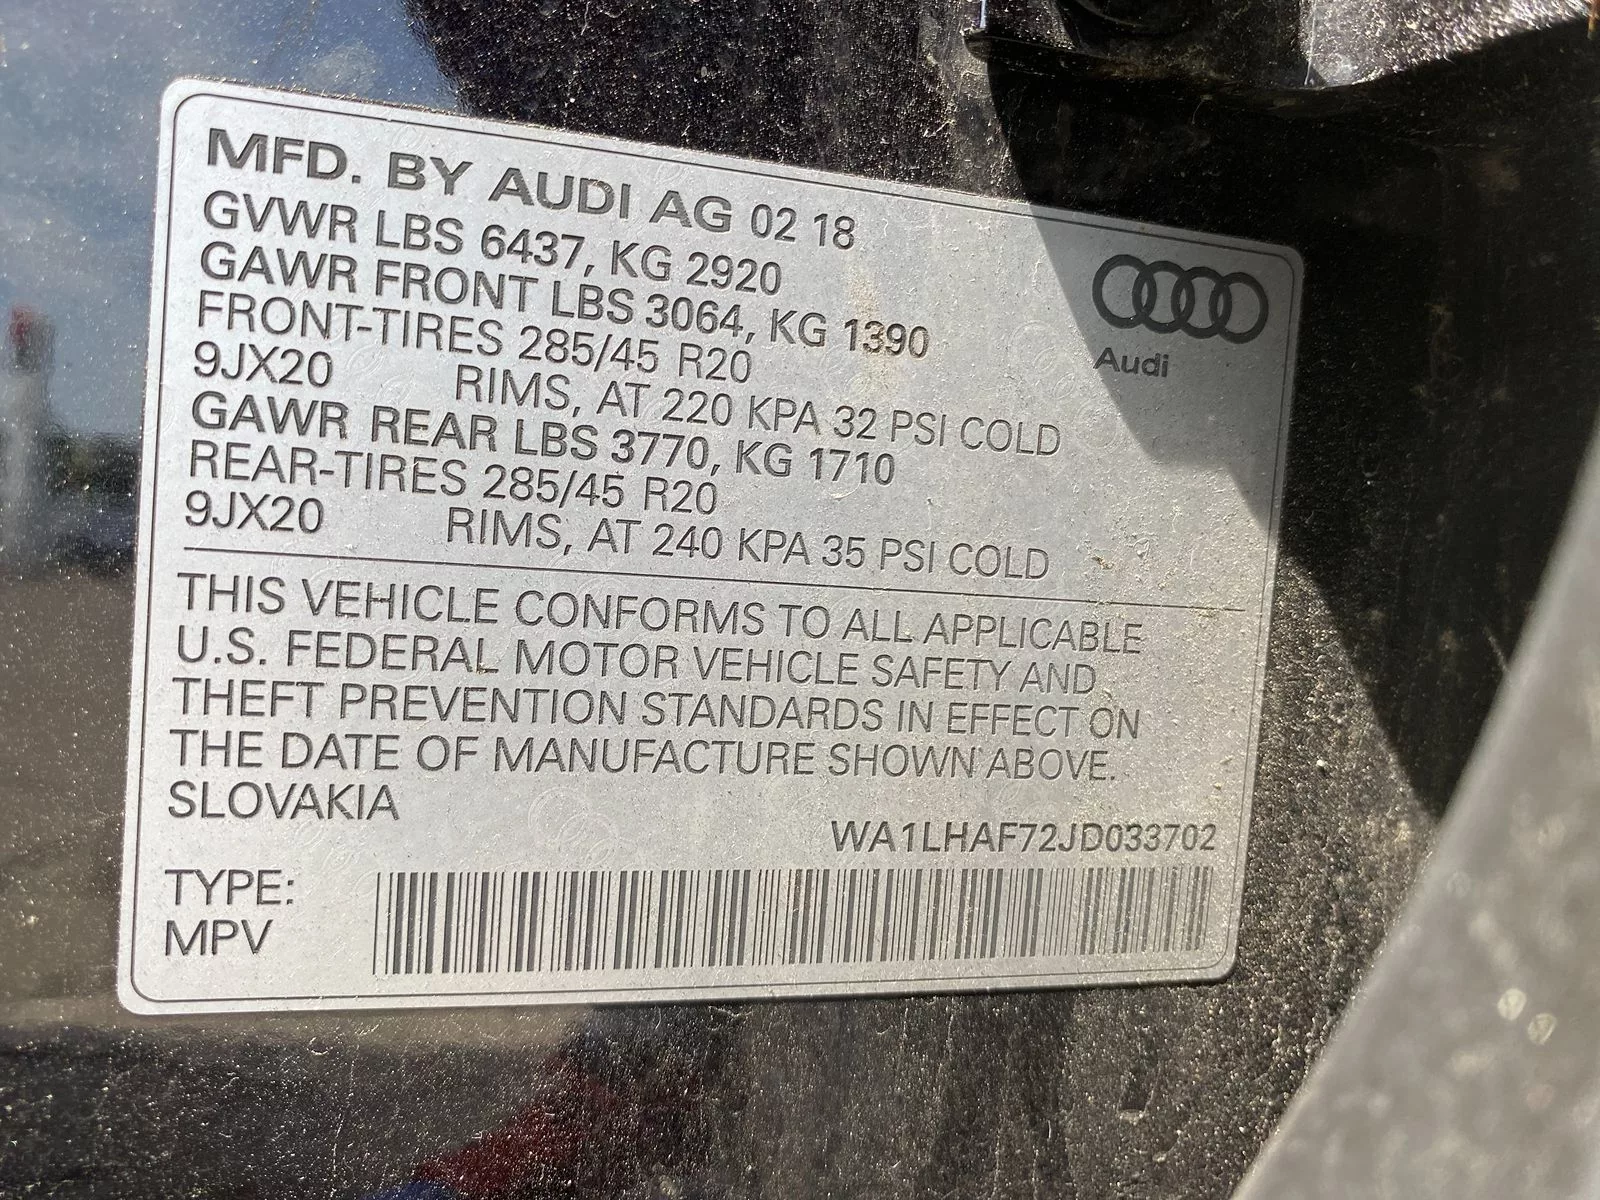 MFD. BY AUDI AG 02 18
GVWR LBS 6437, KG 2920
GAWR FRONT LBS 3064, KG 1390
FRONT-TIRES 285/45 R20
9JX20 RIMS, AT 220 KPA 32 PSI COLD
GAWR REAR LBS 3770, KG 1710
REAR-TIRES 285/45 R20
9JX20 RIMS, AT 240 KPA 35 PSI COLD
Audi
THIS VEHICLE CONFORMS TO ALL APPLICABLE
U.S. FEDERAL MOTOR VEHICLE SAFETY AND
THEFT PREVENTION STANDARDS IN EFFECT ON
THE DATE OF MANUFACTURE SHOWN ABOVE.
SLOVAKIA
WA1LHAF72JD033702
TYPE:
MPV